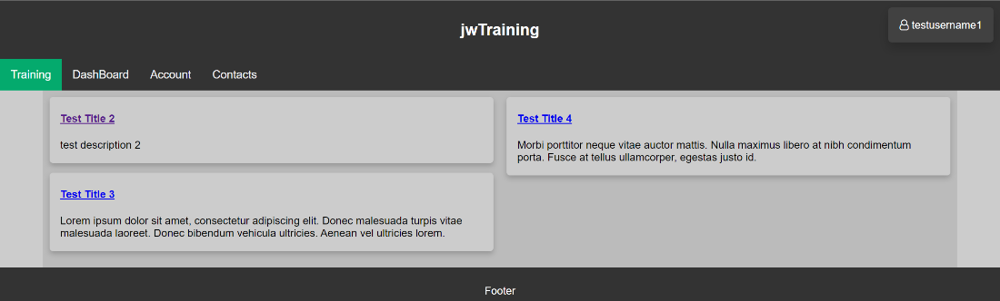 jwTraining
testusername1
Training DashBoard Account Contacts
Test Title 2
test description 2
Test Title 3
Lorem ipsum dolor sit amet, consectetur adipiscing elit. Donec malesuada turpis vitae
malesuada laoreet. Donec bibendum vehicula ultricies. Aenean vel ultricies lorem.
Test Title 4
Morbi porttitor neque vitae auctor mattis. Nulla maximus libero at nibh condimentum
porta. Fusce at tellus ullamcorper, egestas justo id.
Footer